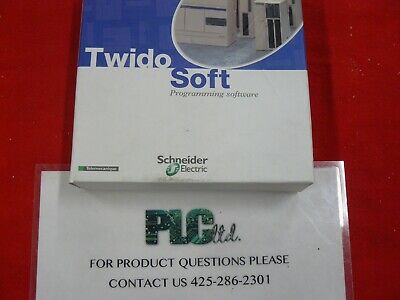 Twido
Soft
Programming software
Schneider
Electric
Telemecanique
PLC ltd.
FOR PRODUCT QUESTIONS PLEASE
CONTACT US 425-286-2301